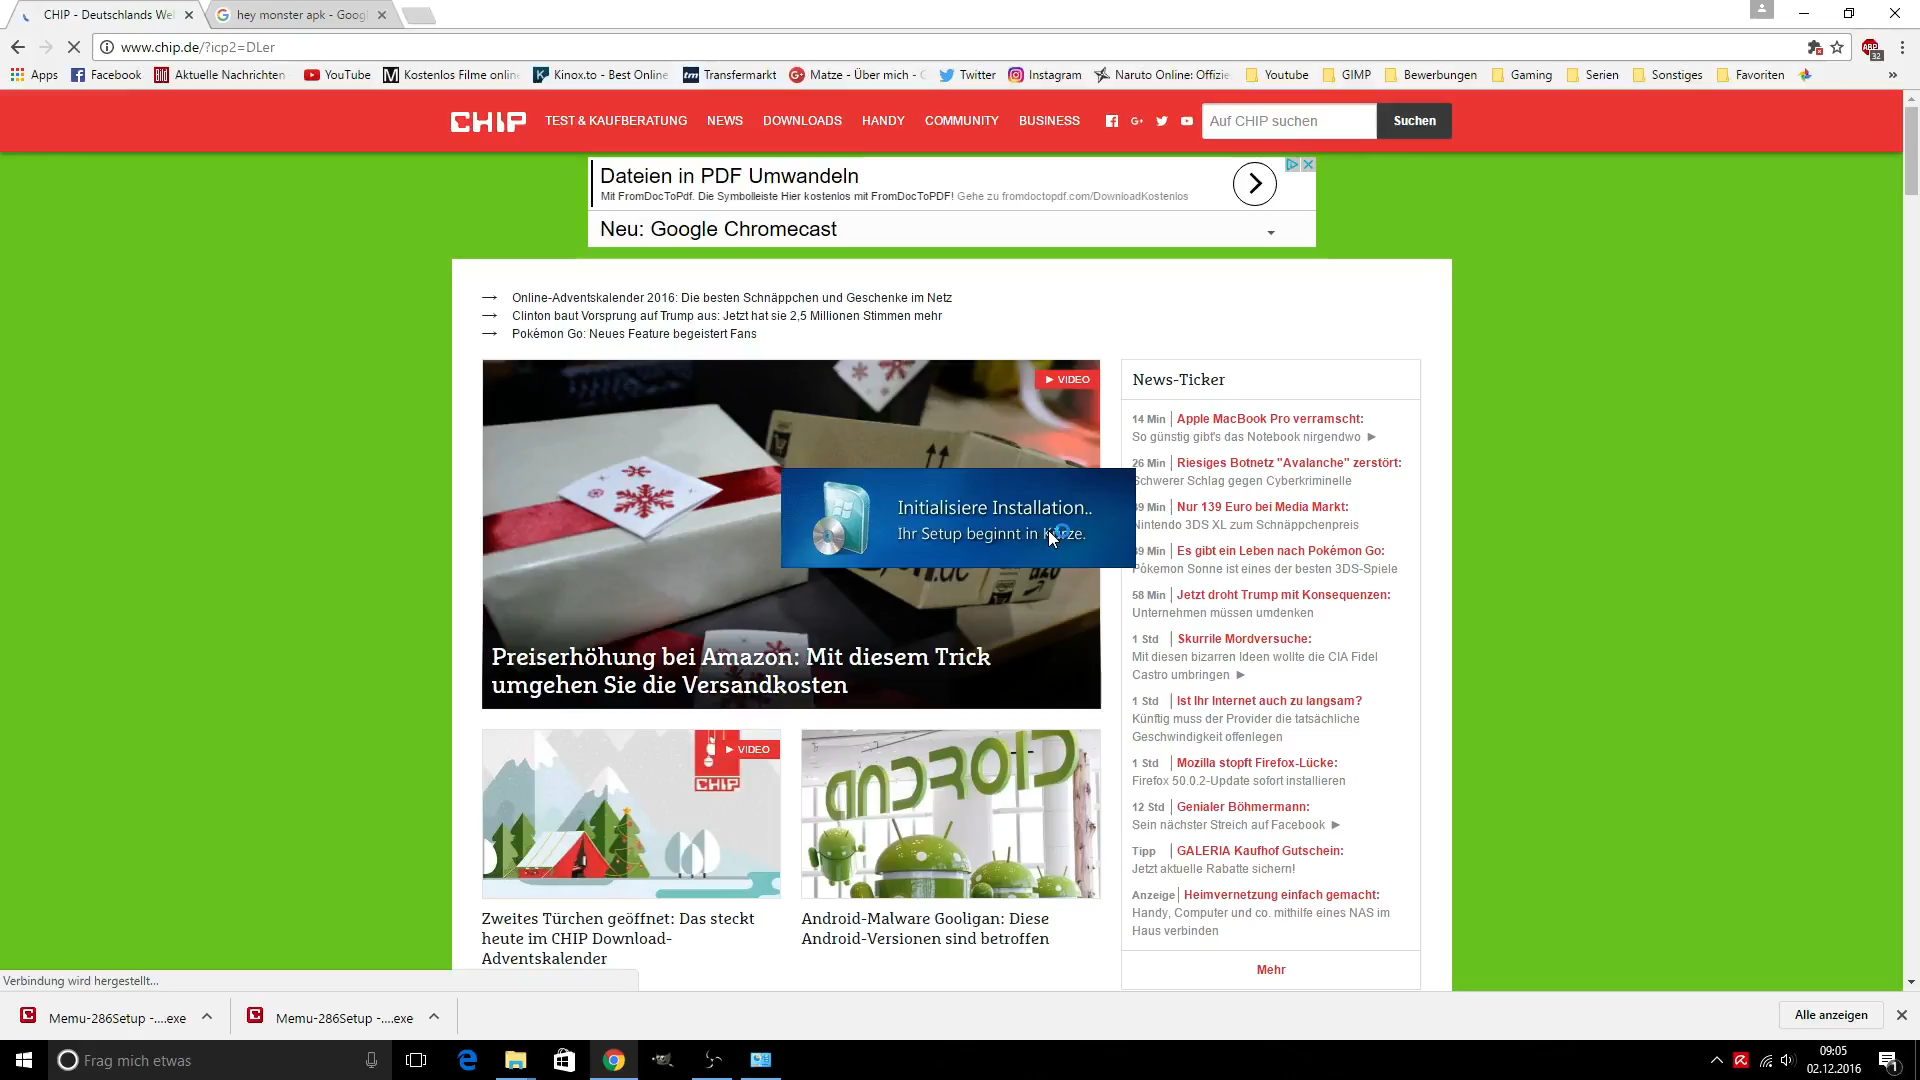 CHIP - Deutschlands We
hey monster apk - Goog
www.chip.de/?icp2=DLer
ABP
32
Apps
Facebook
Aktuelle Nachrichten
YouTube
Kostenlos Filme onlin
Kinox.to - Best Online
Transfermarkt
Matze - Über mich -
Twitter
Instagram
Naruto Online: Offizie
Youtube
GIMP
Bewerbungen
Gaming
Serien
Sonstiges
Favoriten
CHIP
TEST & KAUFBERATUNG
NEWS
DOWNLOADS
HANDY
COMMUNITY
BUSINESS
Auf CHIP suchen
Suchen
Dateien in PDF Umwandeln
Mit FromDocToPdf. Die Symbolleiste Hier kostenlos mit FromDocToPDF! Gehe zu fromdoctopdf.com/DownloadKostenlos
Neu: Google Chromecast
Online-Adventskalender 2016: Die besten Schnäppchen und Geschenke im Netz
Clinton baut Vorsprung auf Trump aus: Jetzt hat sie 2,5 Millionen Stimmen mehr
Pokémon Go: Neues Feature begeistert Fans
VIDEO
Initialisiere Installation..
Ihr Setup beginnt in Kürze.
Preiserhöhung bei Amazon: Mit diesem Trick
umgehen Sie die Versandkosten
VIDEO
CHIP
ANDROID
Zweites Türchen geöffnet: Das steckt
heute im CHIP Download-
Adventskalender
Android-Malware Gooligan: Diese
Android-Versionen sind betroffen
News-Ticker
14 Min | Apple MacBook Pro verramscht:
So günstig gibt's das Notebook nirgendwo
26 Min | Riesiges Botnetz "Avalanche" zerstört:
Schwerer Schlag gegen Cyberkriminelle
39 Min | Nur 139 Euro bei Media Markt:
Nintendo 3DS XL zum Schnäppchenpreis
39 Min | Es gibt ein Leben nach Pokémon Go:
Pokemon Sonne ist eines der besten 3DS-Spiele
58 Min | Jetzt droht Trump mit Konsequenzen:
Unternehmen müssen umdenken
1 Std | Skurrile Mordversuche:
Mit diesen bizarren Ideen wollte die CIA Fidel
Castro umbringen
1 Std | Ist Ihr Internet auch zu langsam?
Künftig muss der Provider die tatsächliche
Geschwindigkeit offenlegen
1 Std | Mozilla stopft Firefox-Lücke:
Firefox 50.0.2-Update sofort installieren
12 Std | Genialer Böhmermann:
Sein nächster Streich auf Facebook
Tipp | GALERIA Kaufhof Gutschein:
Jetzt aktuelle Rabatte sichern!
Anzeige | Heimvernetzung einfach gemacht:
Handy, Computer und co. mithilfe eines NAS im
Haus verbinden
Mehr
Verbindung wird hergestellt...
Memu-286Setup -....exe
Memu-286Setup -....exe
Alle anzeigen
Frag mich etwas
09:05
02.12.2016
1